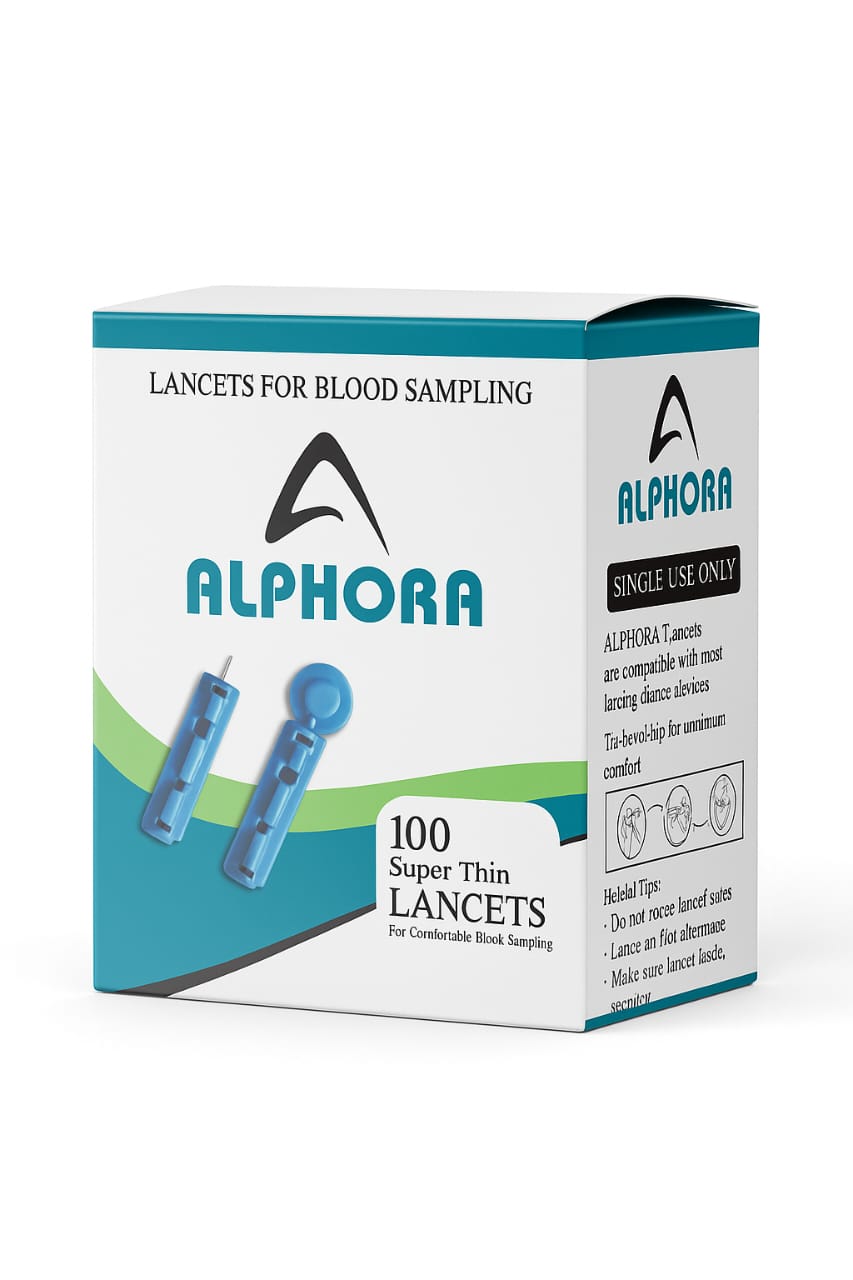 LANCETS FOR BLOOD SAMPLING
ALPHORA
100
Super Thin
LANCETS
For Cornfortable Blook Sampling
ALPHORA
SINGLE USE ONLY
ALPHORA T,ancets
are compatible with most
larcing diance alevices
Tra-bevol-hip for unnimum
comfort
Helelal Tips:
· Do not rocee lancef sates
· Lance an flot altermace
· Make sure lancet lasde,